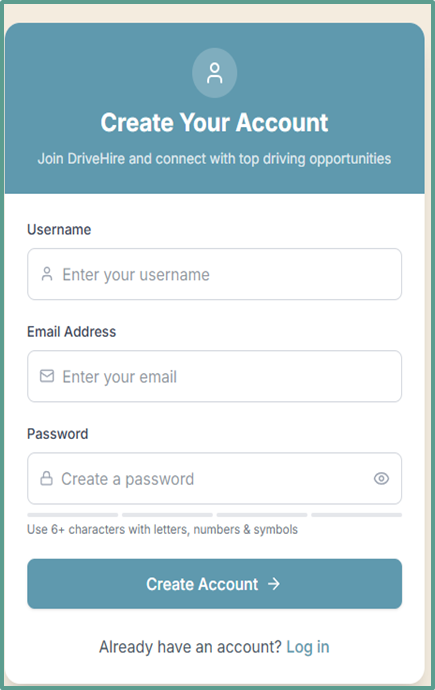 Create Your Account
Join DriveHire and connect with top driving opportunities
Username
Enter your username
Email Address
Enter your email
Password
Create a password
Use 6+ characters with letters, numbers & symbols
Create Account →
Already have an account? Log in